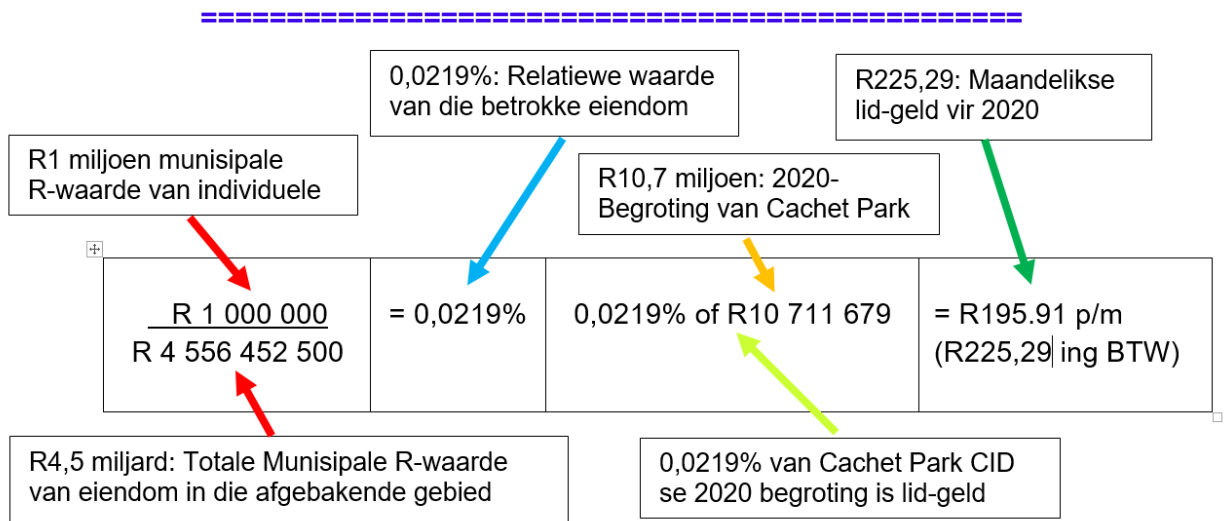 0,0219%: Relatiewe waarde
van die betrokke eiendom
R225,29: Maandelikse
lid-geld vir 2020
R1 miljoen munisipale
R-waarde van individuele
R10,7 miljoen: 2020-
Begroting van Cachet Park
R 1 000 000
R 4 556 452 500
= 0,0219%
0,0219% of R10 711 679
= R195.91 p/m
(R225,29 ing BTW)
R4,5 miljard: Totale Munisipale R-waarde
van eiendom in die afgebakende gebied
0,0219% van Cachet Park CID
se 2020 begroting is lid-geld